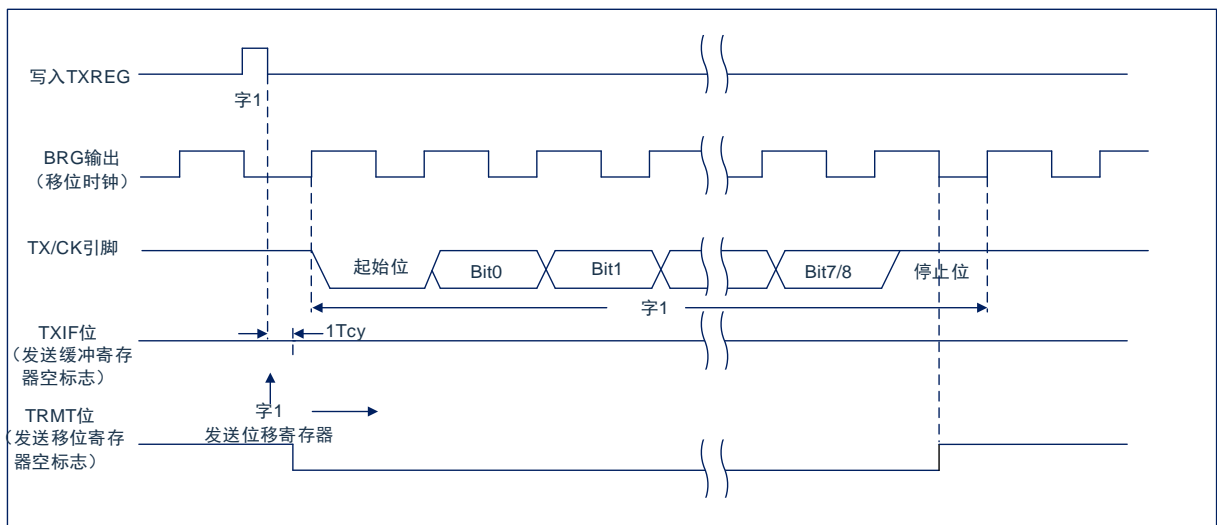 写入TXREG
字1
BRG输出
（移位时钟）
TX/CK引脚
起始位
Bit0
Bit1
Bit7/8
停止位
字1
TXIF位
（发送缓冲寄存
器空标志）
1Tcy
字1
发送位移寄存器
TRMT位
（发送移位寄存
器空标志）